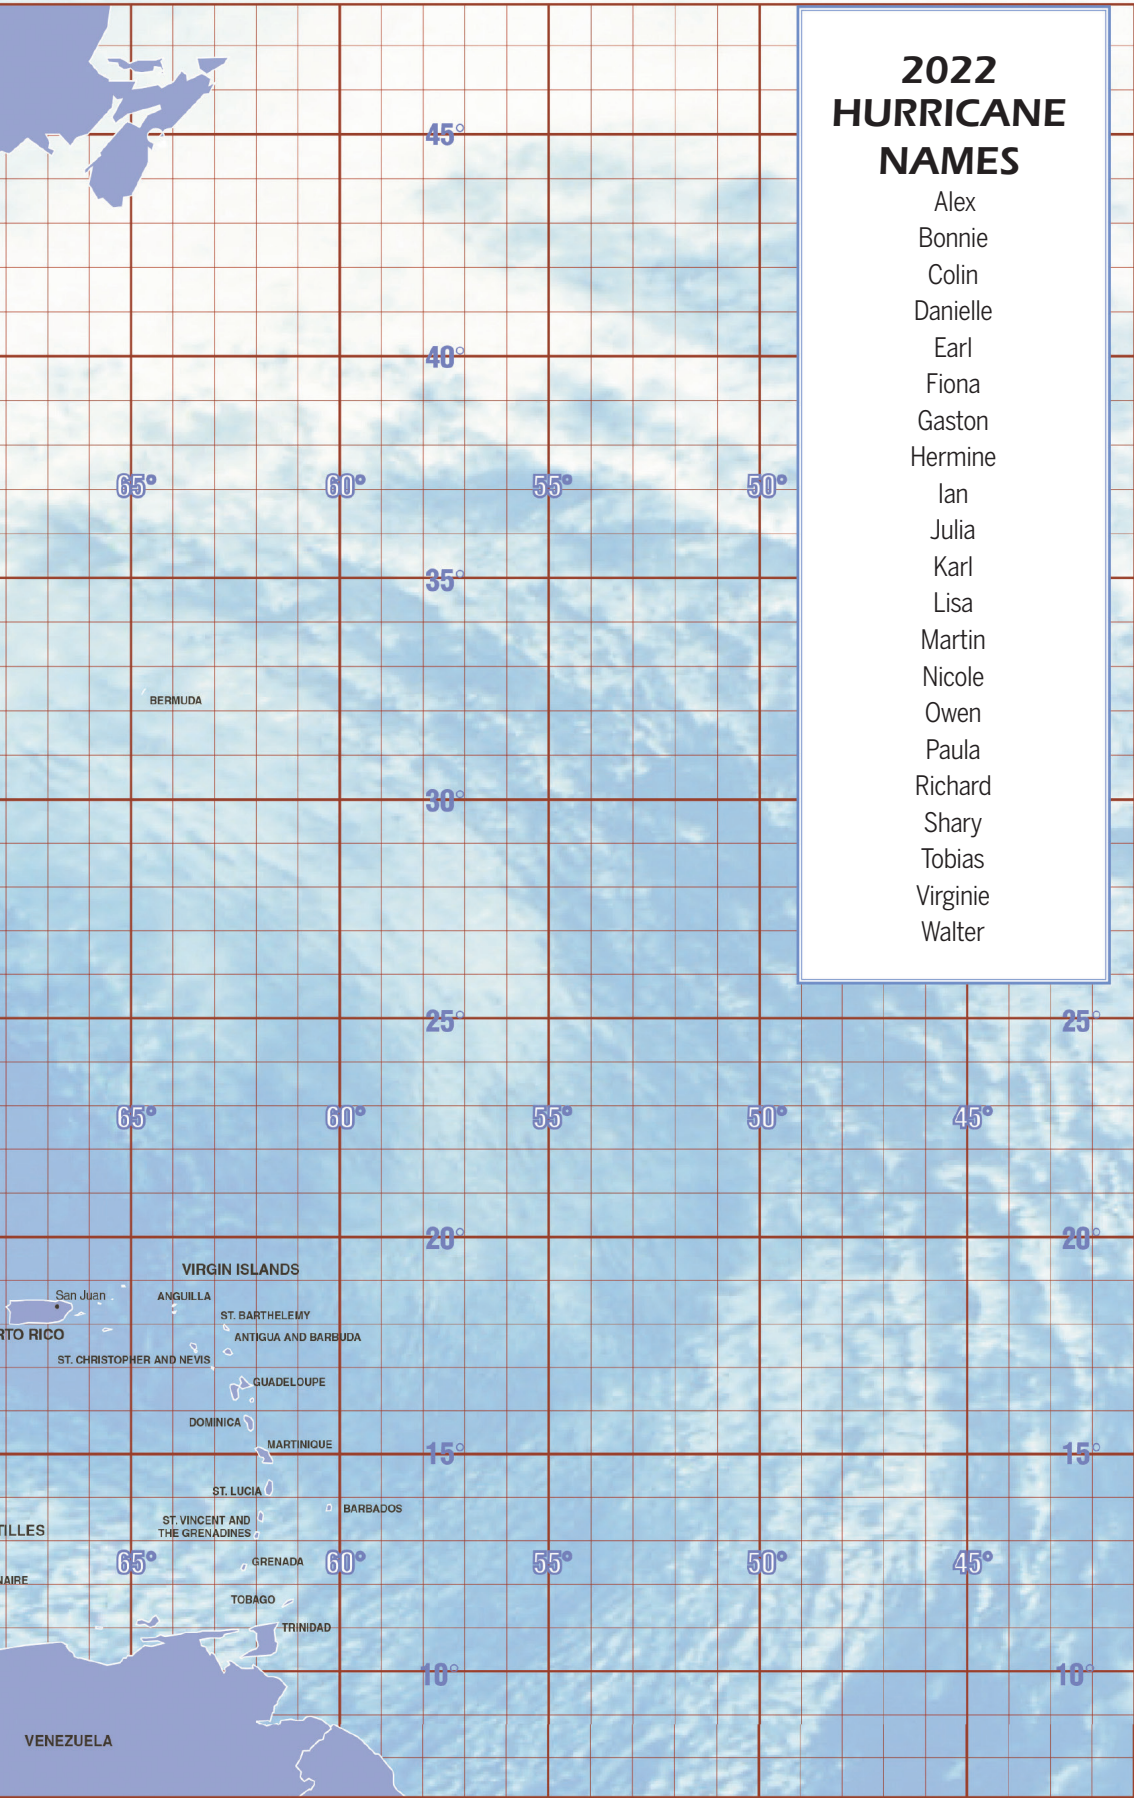 2022
HURRICANE
NAMES
Alex
Bonnie
Colin
Danielle
Earl
Fiona
Gaston
Hermine
Ian
Julia
Karl
Lisa
Martin
Nicole
Owen
Paula
Richard
Shary
Tobias
Virginie
Walter
45°
40°
65° 60° 55° 50°
35°
BERMUDA
30°
25° 25°
65° 60° 55° 50° 45°
20° 20°
VIRGIN ISLANDS
San Juan
ANGUILLA
ST. BARTHELEMY
RTO RICO
ANTIGUA AND BARBUDA
ST. CHRISTOPHER AND NEVIS
GUADELOUPE
DOMINICA
MARTINIQUE
15° 15°
ST. LUCIA
BARBADOS
ST. VINCENT AND
THE GRENADINES
TILLES
65° 60° 55° 50° 45°
GRENADA
NAIRE
TOBAGO
TRINIDAD
10° 10°
VENEZUELA